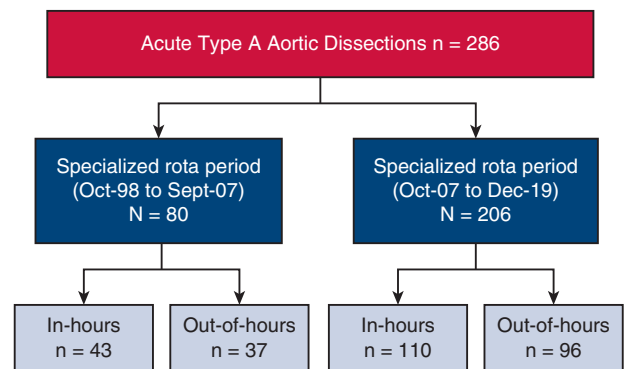 Acute Type A Aortic Dissections n = 286
Specialized rota period
(Oct-98 to Sept-07)
N = 80
Specialized rota period
(Oct-07 to Dec-19)
N = 206
In-hours
n = 43
Out-of-hours
n = 37
In-hours
n = 110
Out-of-hours
n = 96